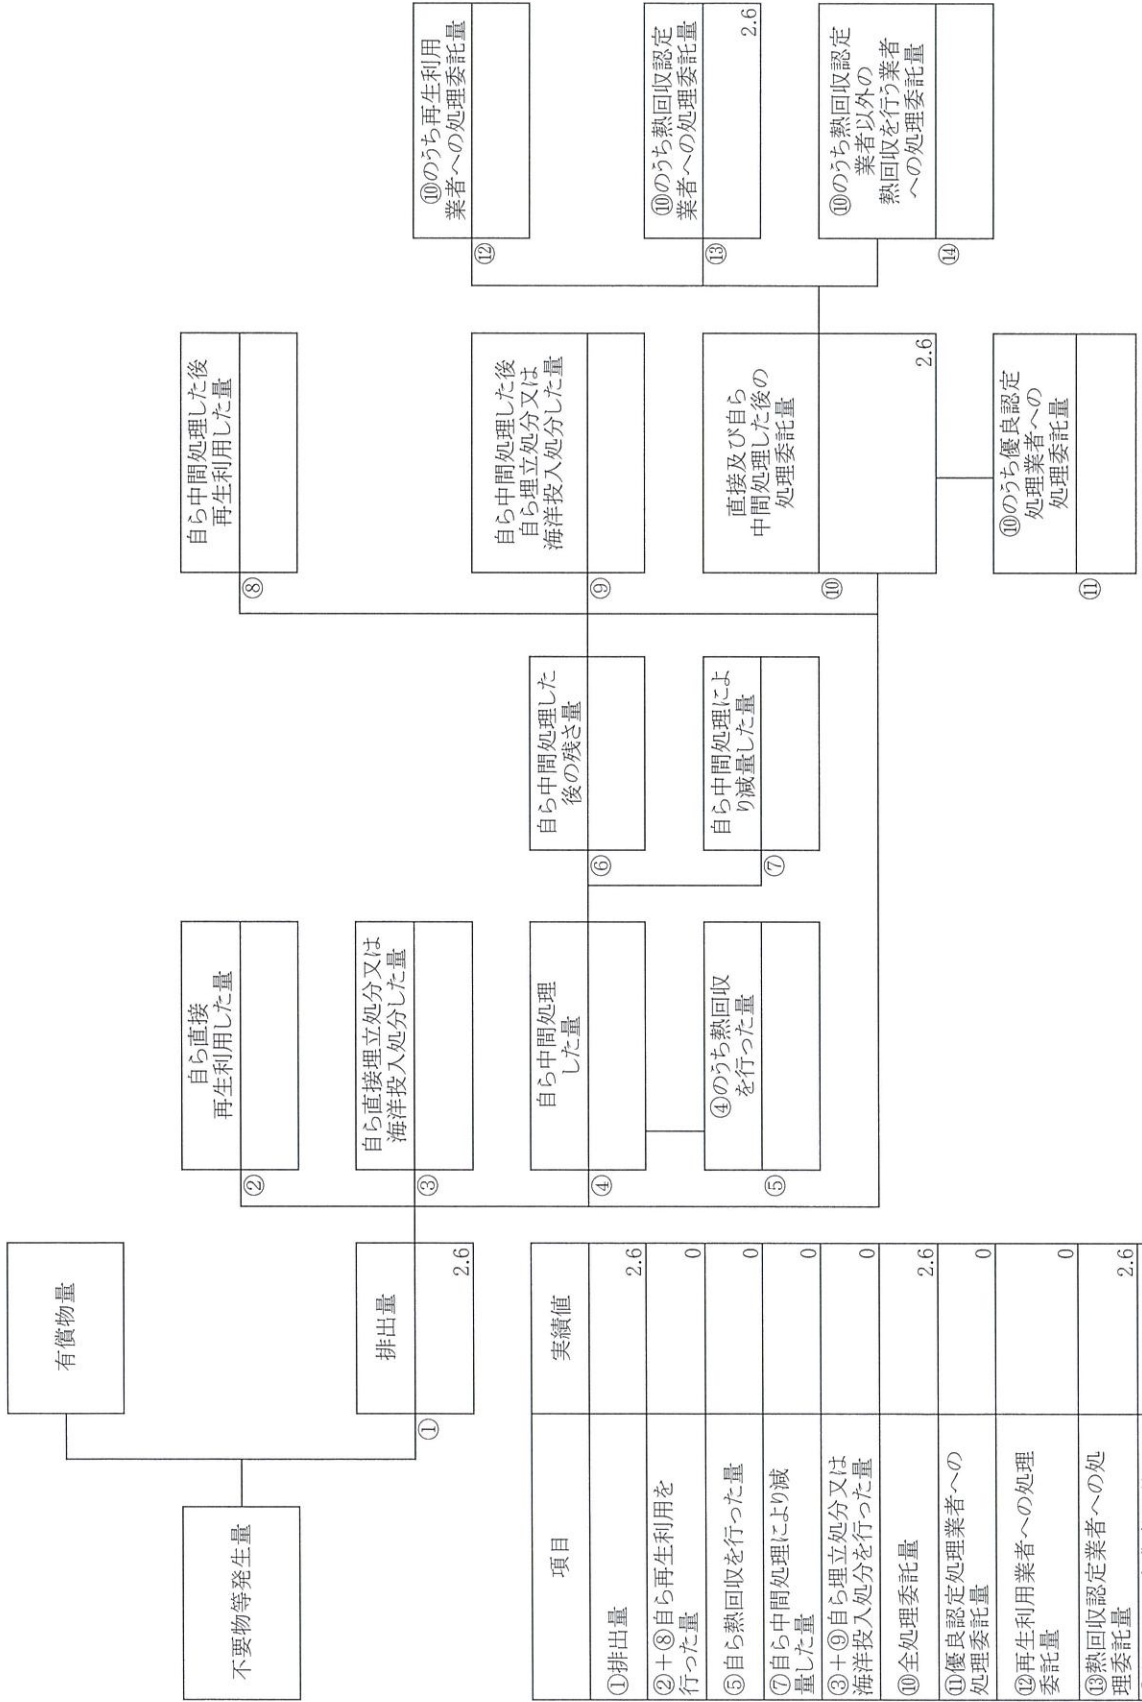 不要物等発生量
有償物量
①
排出量
2.6
②
自ら直接
再生利用した量
③
自ら直接埋立処分又は
海洋投入処分した量
④
自ら中間処理
した量
⑤
④のうち熱回収
を行った量
⑥
自ら中間処理した
後の残さ量
⑦
自ら中間処理によ
り減量した量
⑧
自ら中間処理した後
再生利用した量
⑨
自ら中間処理した後
自ら埋立処分又は
海洋投入処分した量
⑩
直接及び自ら
中間処理した後の
処理委託量
2.6
⑪
⑩のうち優良認定
処理業者への
処理委託量
⑫
⑩のうち再生利用
業者への処理委託量
⑬
⑩のうち熱回収認定
業者への処理委託量
2.6
⑭
⑩のうち熱回収認定
業者以外の
熱回収を行う業者
への処理委託量
項目 実績値
①排出量 2.6
②+⑧自ら再生利用を
行った量 0
⑤自ら熱回収を行った量 0
⑦自ら中間処理により減
量した量 0
③+⑨自ら埋立処分又は
海洋投入処分を行った量 0
⑩全処理委託量 2.6
⑪優良認定処理業者への
処理委託量 0
⑫再生利用業者への処理
委託量 0
⑬熱回収認定業者への処
理委託量 2.6